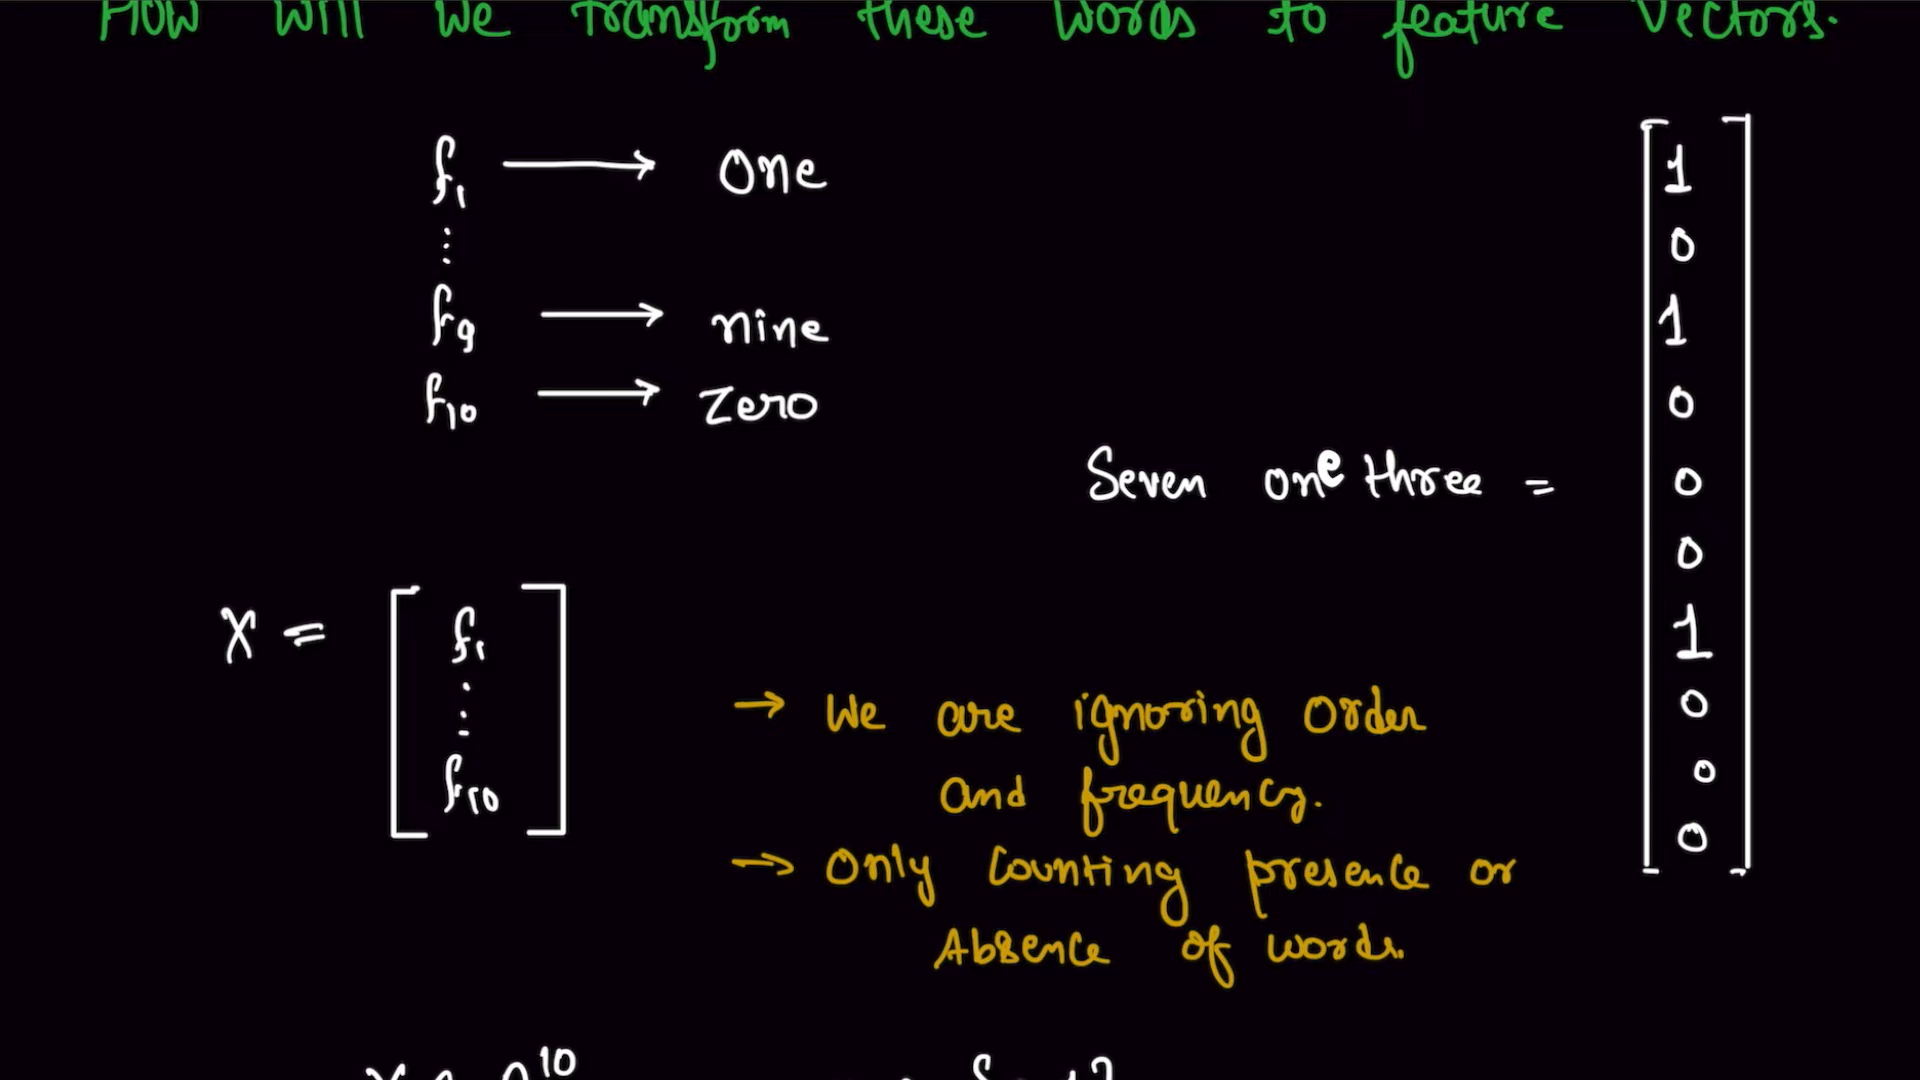 How will we transform these words to feature vectors.
f₁ → One
⋮
f₉ → nine
f₁₀ → Zero
Seven one three =
[ 1
0
1
0
0
0
1
0
0
0 ]
X = [ f₁
⋮
f₁₀ ]
→ We are ignoring order
and frequency.
→ Only counting presence or
Absence of words.
10